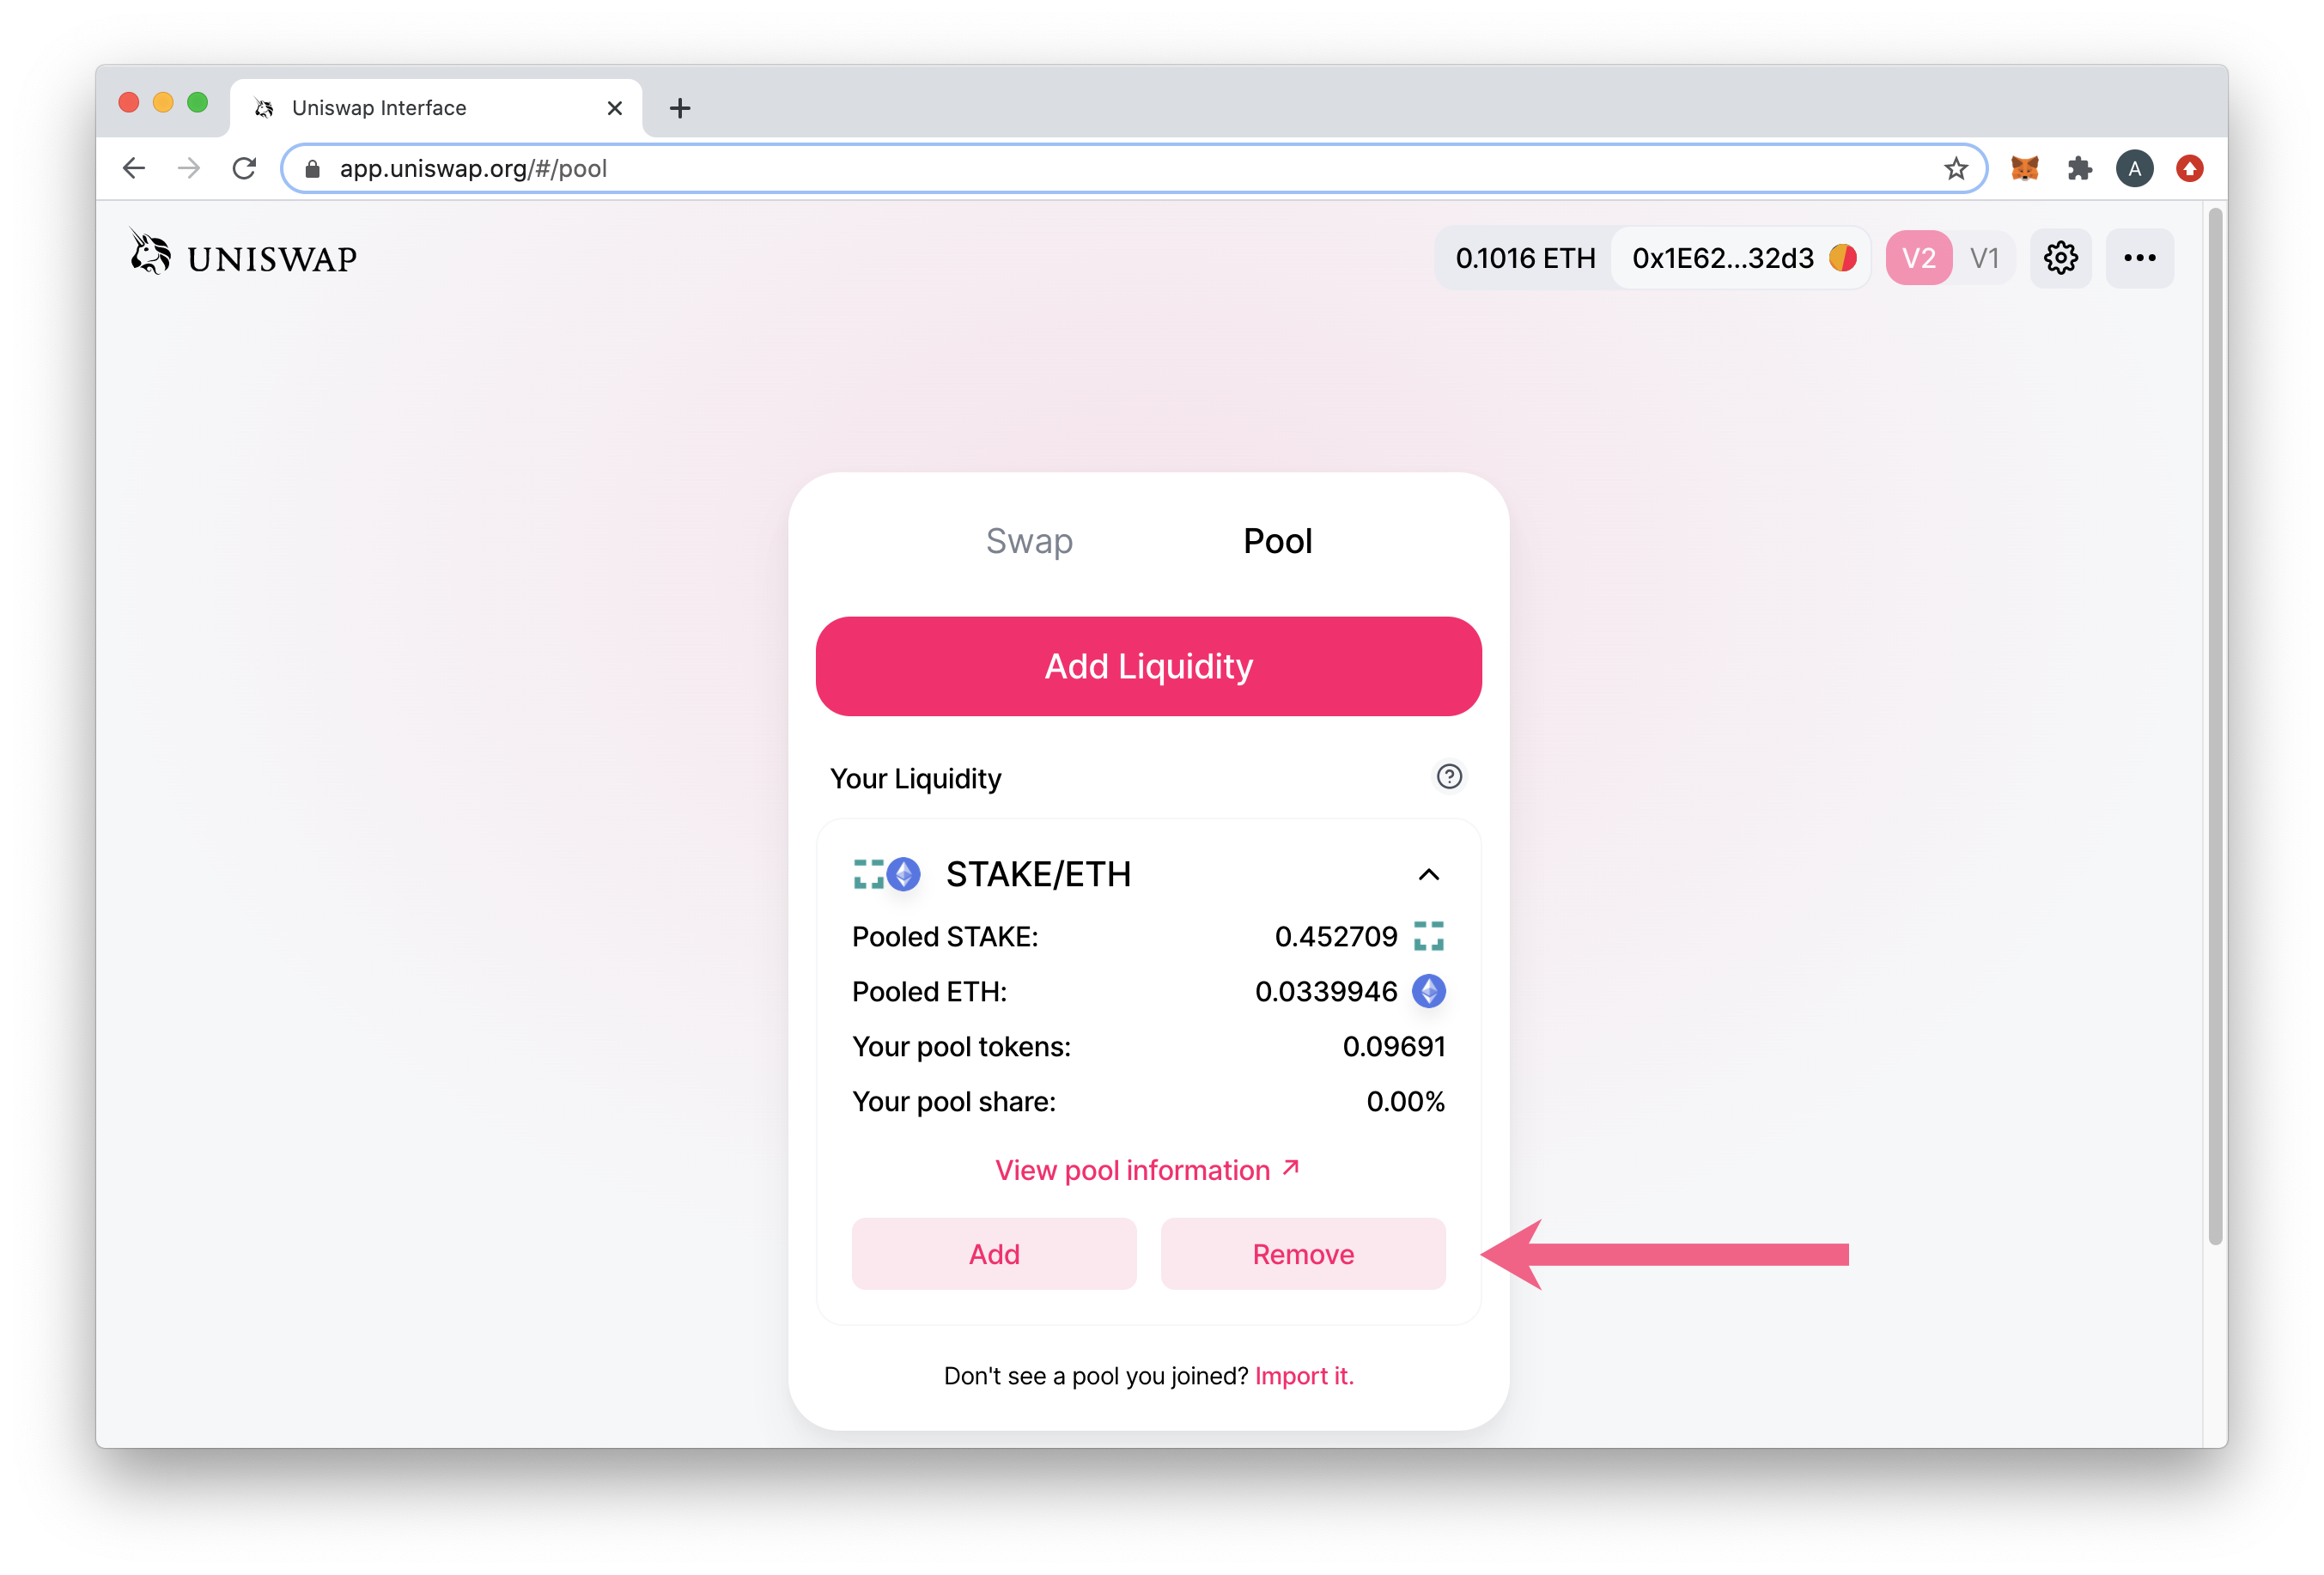 Uniswap Interface
app.uniswap.org/#/pool
A
UNISWAP
0.1016 ETH
0x1E62...32d3
V2
V1
Swap
Pool
Add Liquidity
Your Liquidity
?
STAKE/ETH
Pooled STAKE: 0.452709
Pooled ETH: 0.0339946
Your pool tokens: 0.09691
Your pool share: 0.00%
View pool information ↗
Add
Remove
Don't see a pool you joined? Import it.